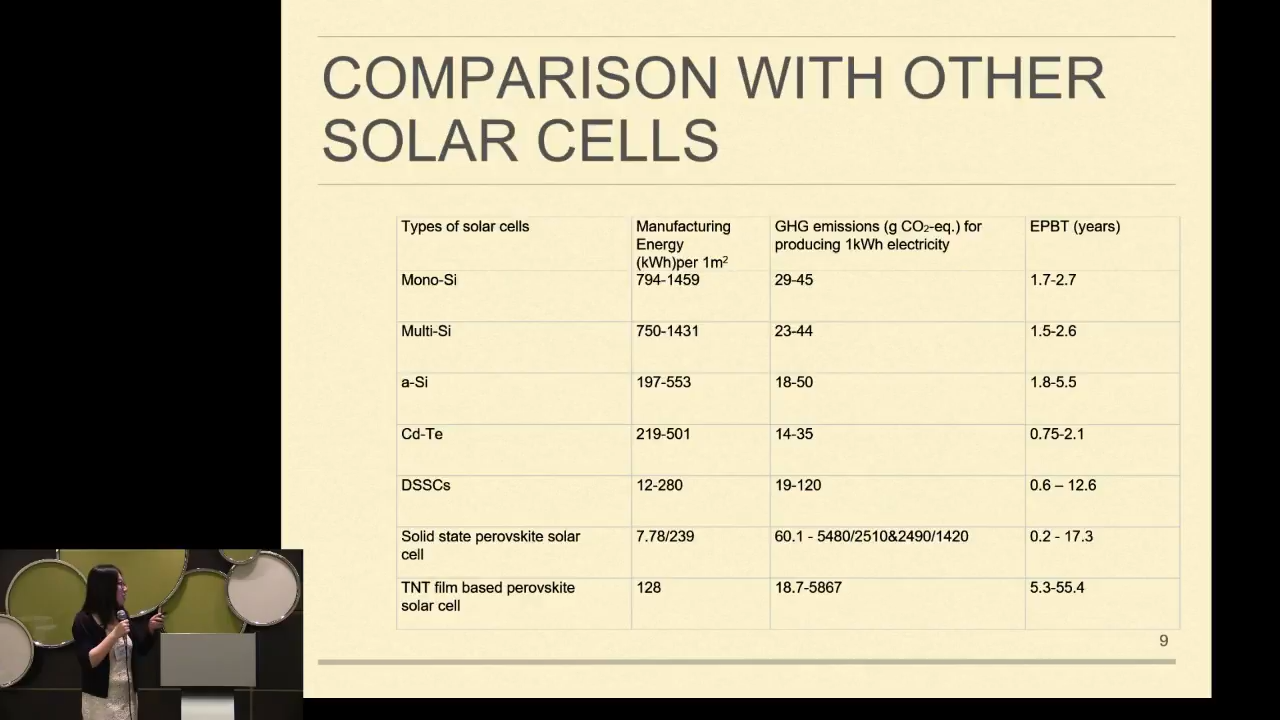 COMPARISON WITH OTHER
SOLAR CELLS
Types of solar cells
Manufacturing
Energy
(kWh)per 1m²
GHG emissions (g CO₂-eq.) for
producing 1kWh electricity
EPBT (years)
Mono-Si
794-1459
29-45
1.7-2.7
Multi-Si
750-1431
23-44
1.5-2.6
a-Si
197-553
18-50
1.8-5.5
Cd-Te
219-501
14-35
0.75-2.1
DSSCs
12-280
19-120
0.6 – 12.6
Solid state perovskite solar
cell
7.78/239
60.1 - 5480/2510&2490/1420
0.2 - 17.3
TNT film based perovskite
solar cell
128
18.7-5867
5.3-55.4
9